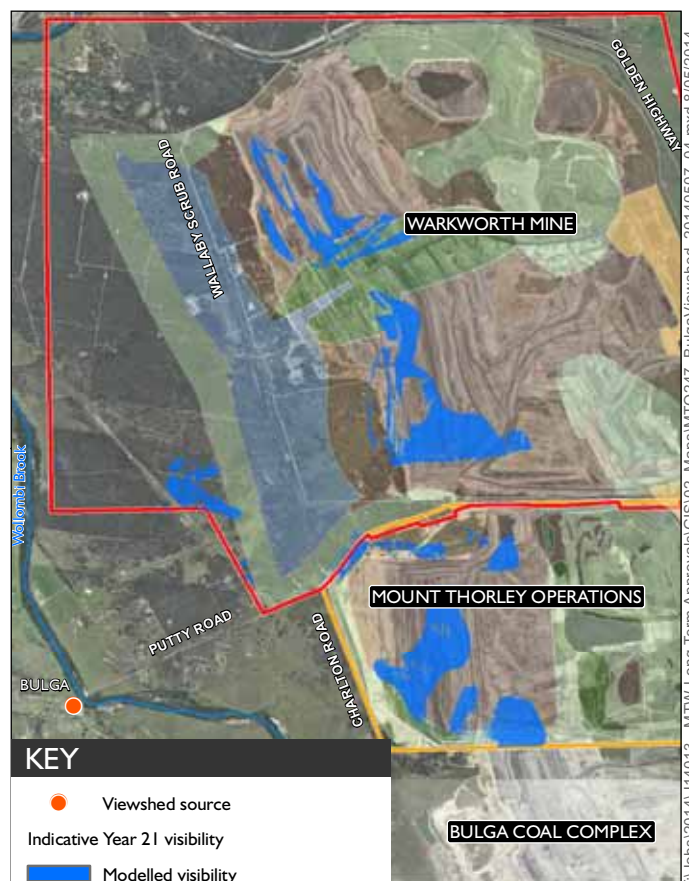 GOLDEN HIGHWAY
WALLABY SCRUB ROAD
WARKWORTH MINE
Wollombi Brook
MOUNT THORLEY OPERATIONS
PUTTY ROAD
CHARLTON ROAD
BULGA
KEY
Viewshed source
Indicative Year 21 visibility
Modelled visibility
BULGA COAL COMPLEX